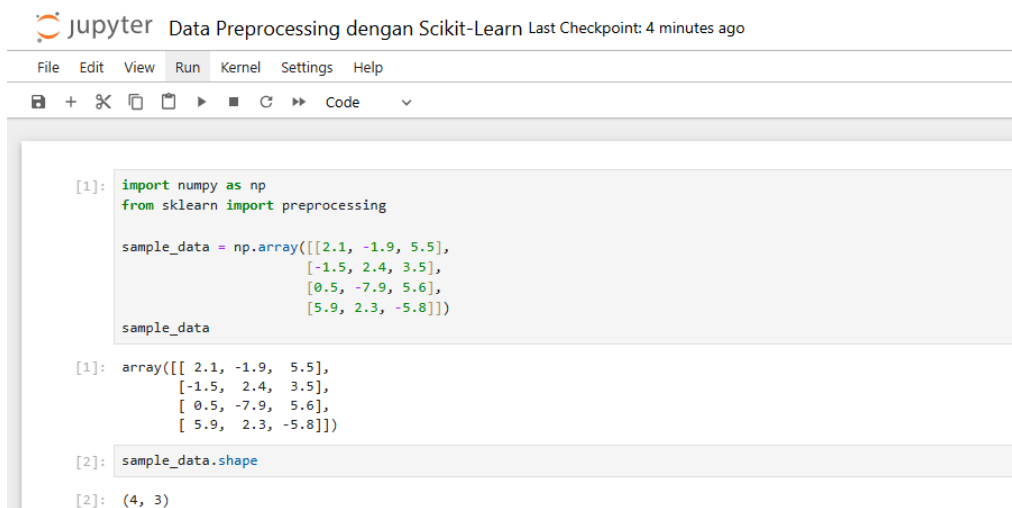 jupyter Data Preprocessing dengan Scikit-Learn Last Checkpoint: 4 minutes ago
File Edit View Run Kernel Settings Help
Code
[1]: import numpy as np
from sklearn import preprocessing
sample_data = np.array([[2.1, -1.9, 5.5],
[-1.5, 2.4, 3.5],
[0.5, -7.9, 5.6],
[5.9, 2.3, -5.8]])
sample_data
[1]: array([[ 2.1, -1.9,  5.5],
[-1.5,  2.4,  3.5],
[ 0.5, -7.9,  5.6],
[ 5.9,  2.3, -5.8]])
[2]: sample_data.shape
[2]: (4, 3)